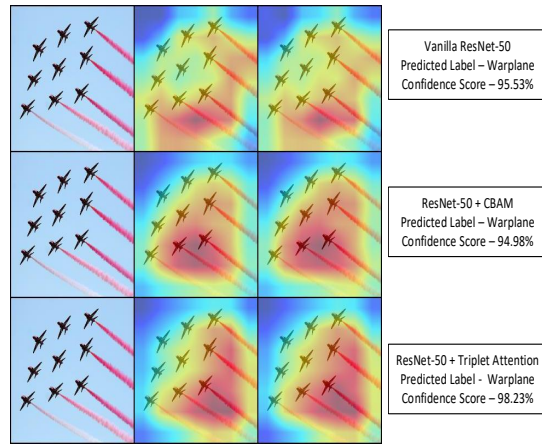 Vanilla ResNet-50
Predicted Label – Warplane
Confidence Score – 95.53%
ResNet-50 + CBAM
Predicted Label – Warplane
Confidence Score – 94.98%
ResNet-50 + Triplet Attention
Predicted Label - Warplane
Confidence Score – 98.23%